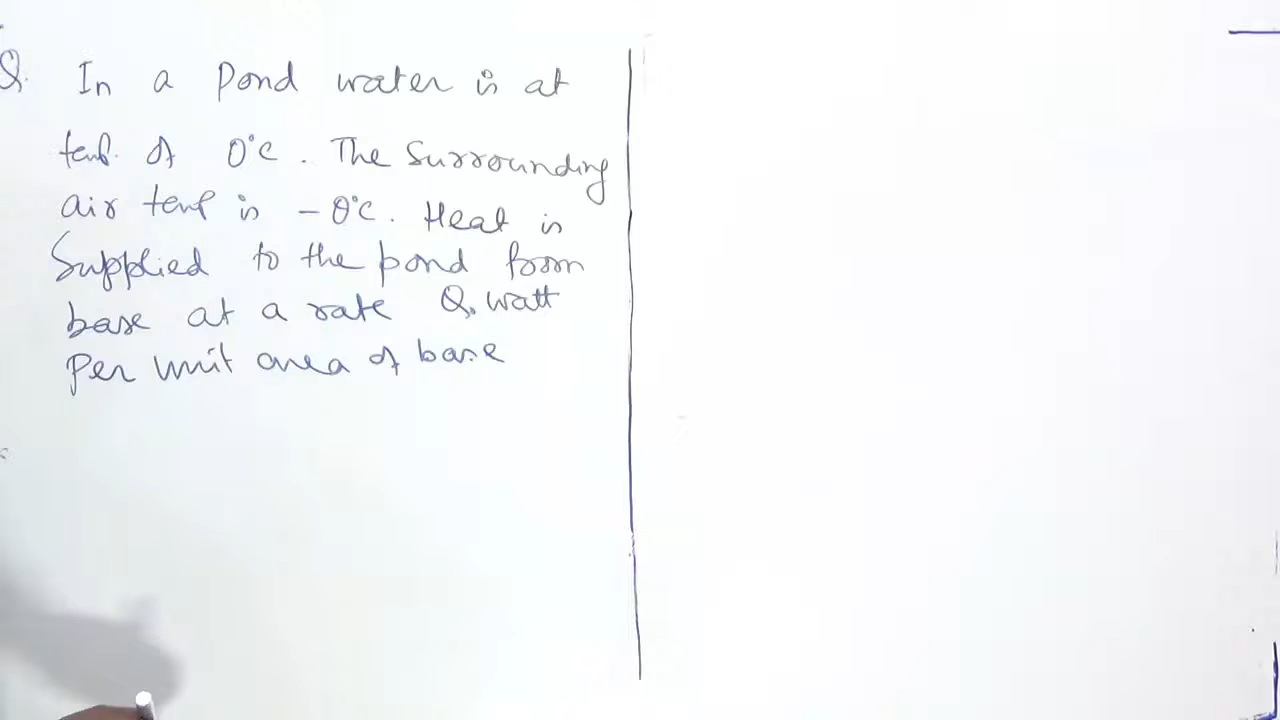 Q. In a Pond water is at
temp. of 0°C. The Surrounding
air temp is -θ°C. Heat is
Supplied to the pond from
base at a rate Q. watt
Per unit area of base